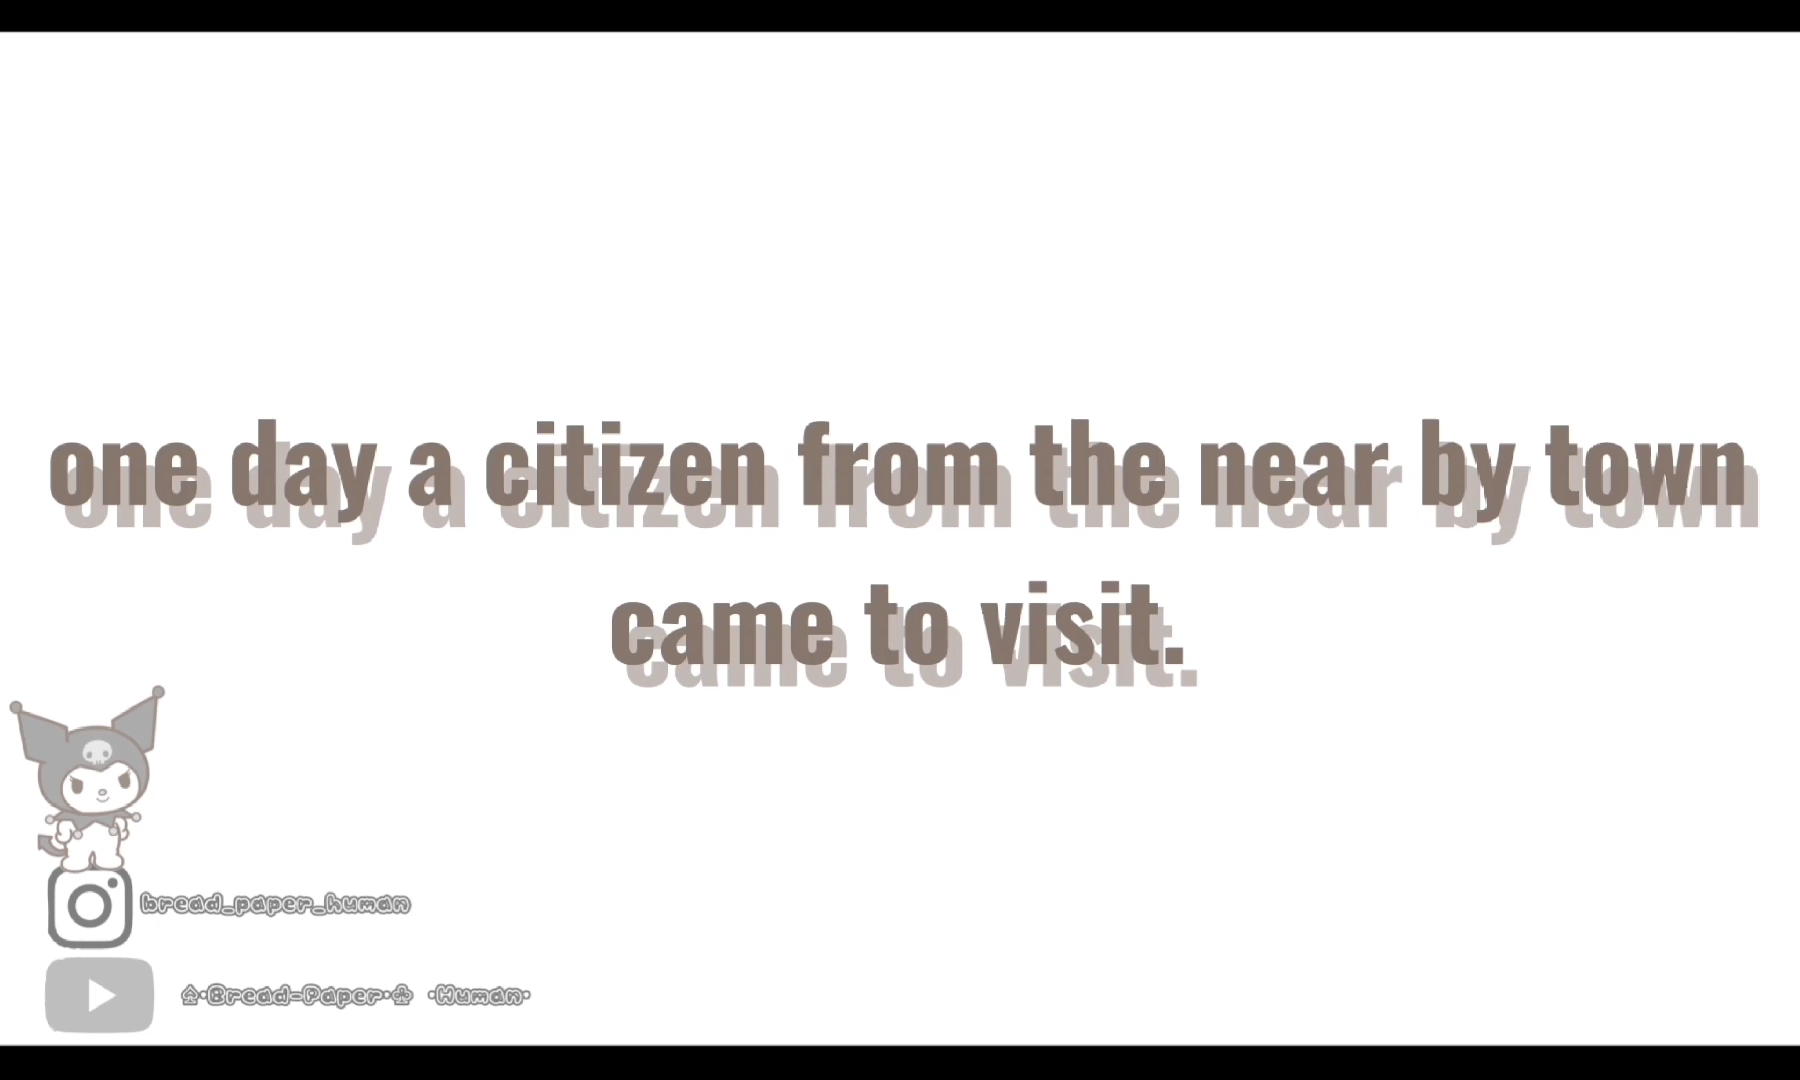 one day a citizen from the near by town
came to visit.
bread_paper_human
♤·Bread-Paper·♧ ·Human·